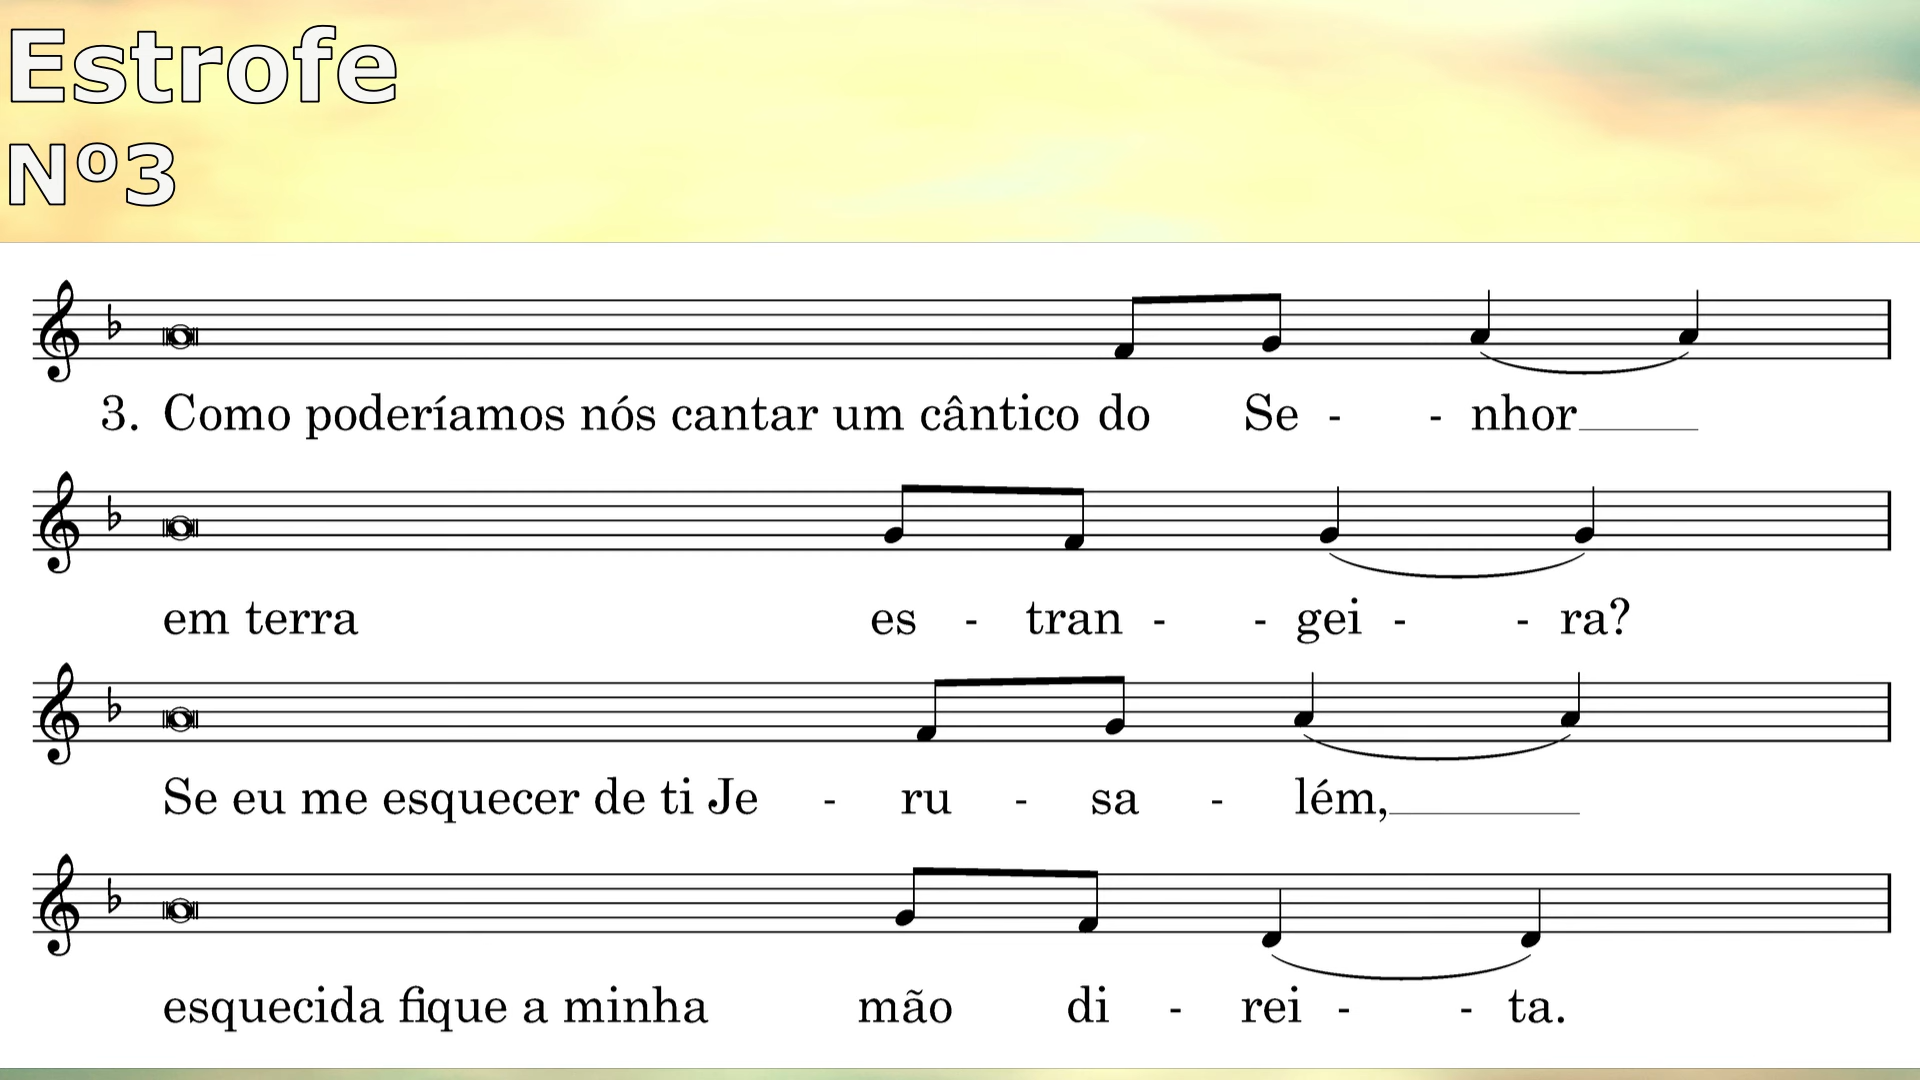 Estrofe
Nº3
3. Como poderíamos nós cantar um cântico do Se - - nhor
em terra es - tran - - gei - - ra?
Se eu me esquecer de ti Je - ru - sa - lém,
esquecida fique a minha mão di - rei - - ta.